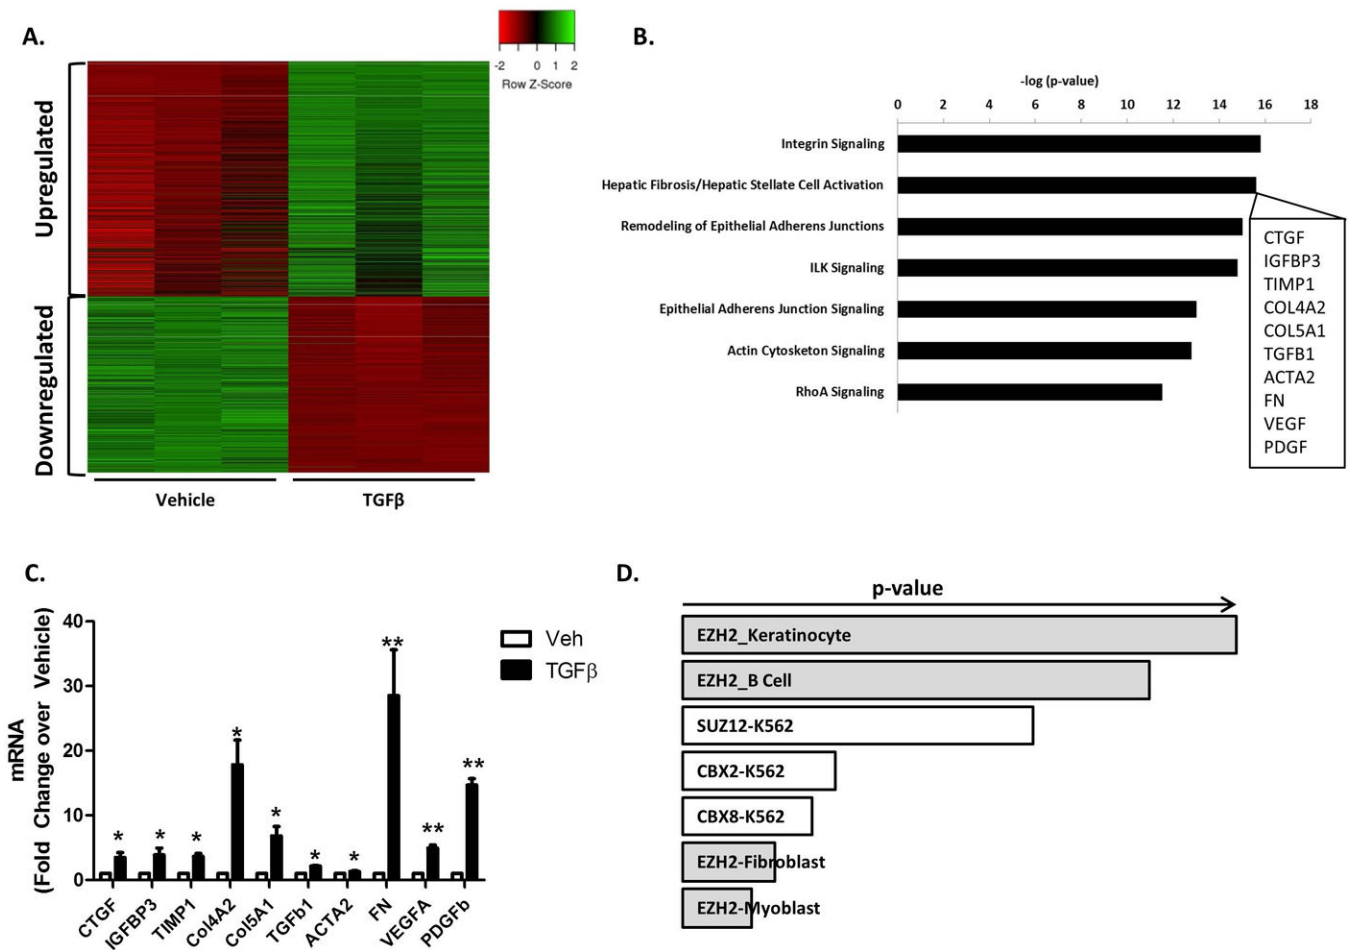 A.
-2 0 1 2
Row Z-Score
Upregulated
Downregulated
Vehicle
TGFβ
B.
-log (p-value)
0 2 4 6 8 10 12 14 16 18
Integrin Signaling
Hepatic Fibrosis/Hepatic Stellate Cell Activation
Remodeling of Epithelial Adherens Junctions
ILK Signaling
Epithelial Adherens Junction Signaling
Actin Cytosketon Signaling
RhoA Signaling
CTGF
IGFBP3
TIMP1
COL4A2
COL5A1
TGFB1
ACTA2
FN
VEGF
PDGF
C.
mRNA
(Fold Change over Vehicle)
40
30
20
10
0
* * * * * * * ** ** **
CTGF
IGFBP3
TIMP1
Col4A2
Col5A1
TGFb1
ACTA2
FN
VEGFA
PDGFb
Veh
TGFβ
D.
p-value
EZH2_Keratinocyte
EZH2_B Cell
SUZ12-K562
CBX2-K562
CBX8-K562
EZH2-Fibroblast
EZH2-Myoblast